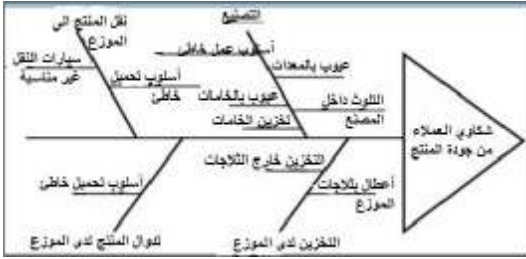 التصنيع
نقل المنتج الى
الموزع
أسلوب عمل خاطئ
سيارات النقل
غير مناسبة
عيوب بالمعدات
أسلوب تحميل
خاطئ
عيوب بالخامات
التلوث داخل
المصنع
تخزين الخامات
شكاوي العملاء
من جودة المنتج
التخزين خارج الثلاجات
أعطال بثلاجات
الموزع
أسلوب تحميل خاطئ
التخزين لدى الموزع
تداول المنتج لدى الموزع